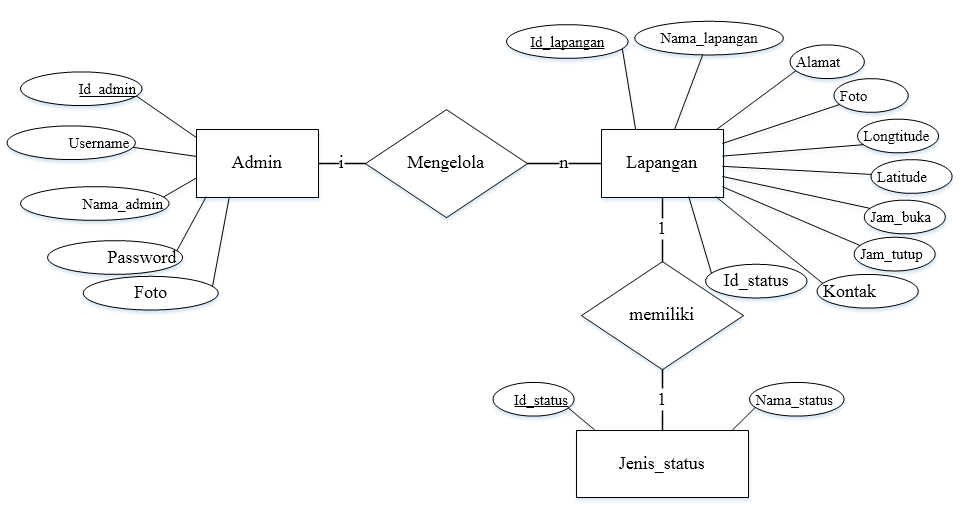 Id_lapangan
Nama_lapangan
Alamat
Id_admin
Foto
Username
Longtitude
Admin
i
Mengelola
n
Lapangan
Latitude
Nama_admin
Jam_buka
1
Password
Jam_tutup
Id_status
Foto
Kontak
memiliki
1
Id_status
Nama_status
Jenis_status